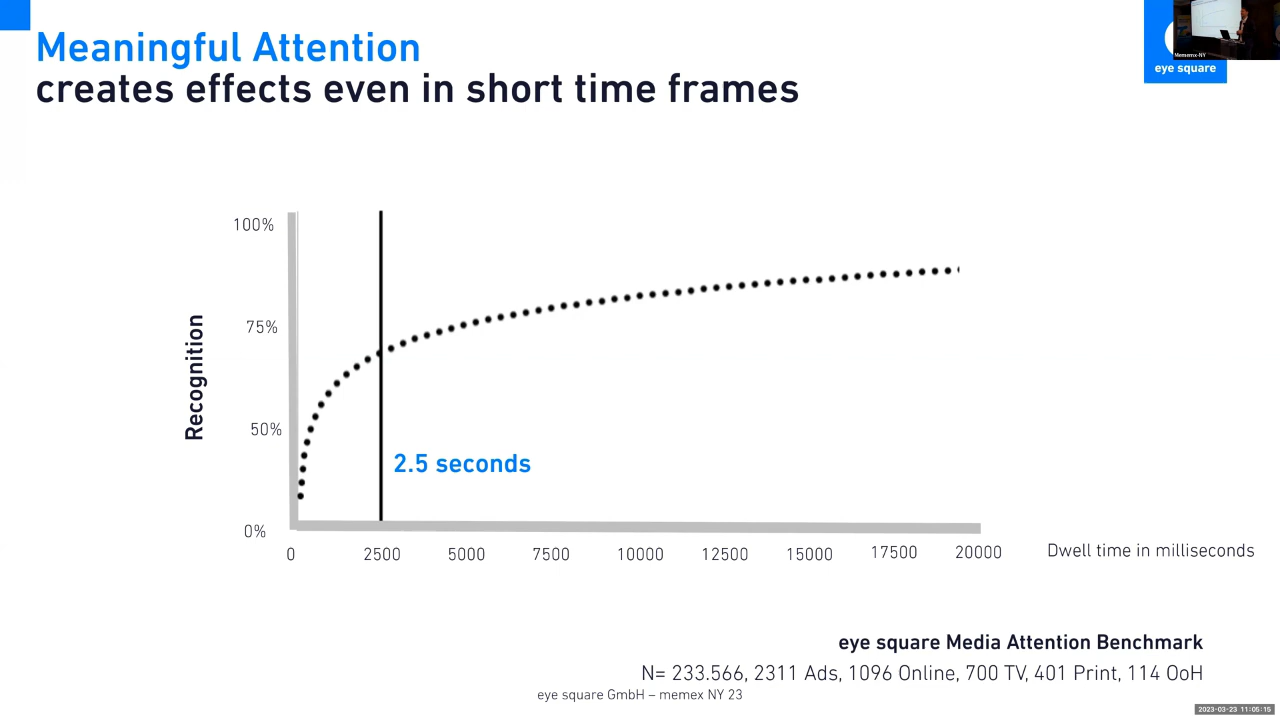 Meaningful Attention
creates effects even in short time frames
Mememx-NY
eye square
100%
75%
50%
0%
Recognition
2.5 seconds
0 2500 5000 7500 10000 12500 15000 17500 20000
Dwell time in milliseconds
eye square Media Attention Benchmark
N= 233.566, 2311 Ads, 1096 Online, 700 TV, 401 Print, 114 OoH
eye square GmbH – memex NY 23
2023-03-23 11:05:15